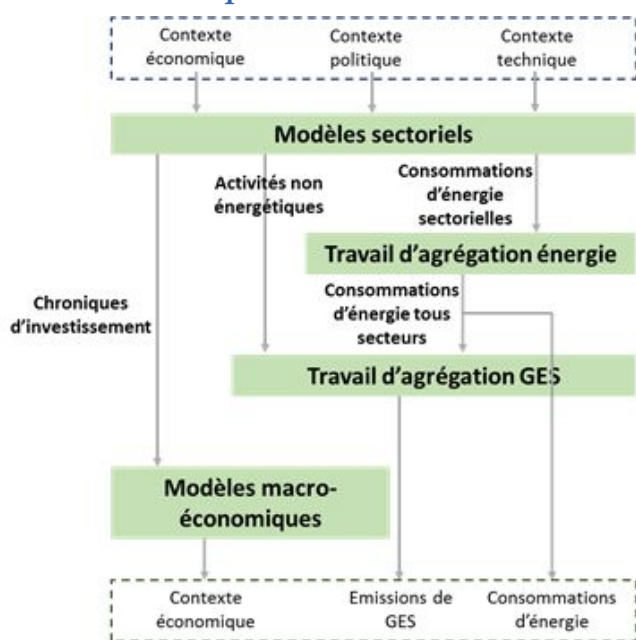 Contexte
économique
Contexte
politique
Contexte
technique
Modèles sectoriels
Activités non
énergétiques
Consommations
d'énergie
sectorielles
Travail d'agrégation énergie
Chroniques
d'investissement
Consommations
d'énergie tous
secteurs
Travail d'agrégation GES
Modèles macro-
économiques
Contexte
économique
Emissions de
GES
Consommations
d'énergie